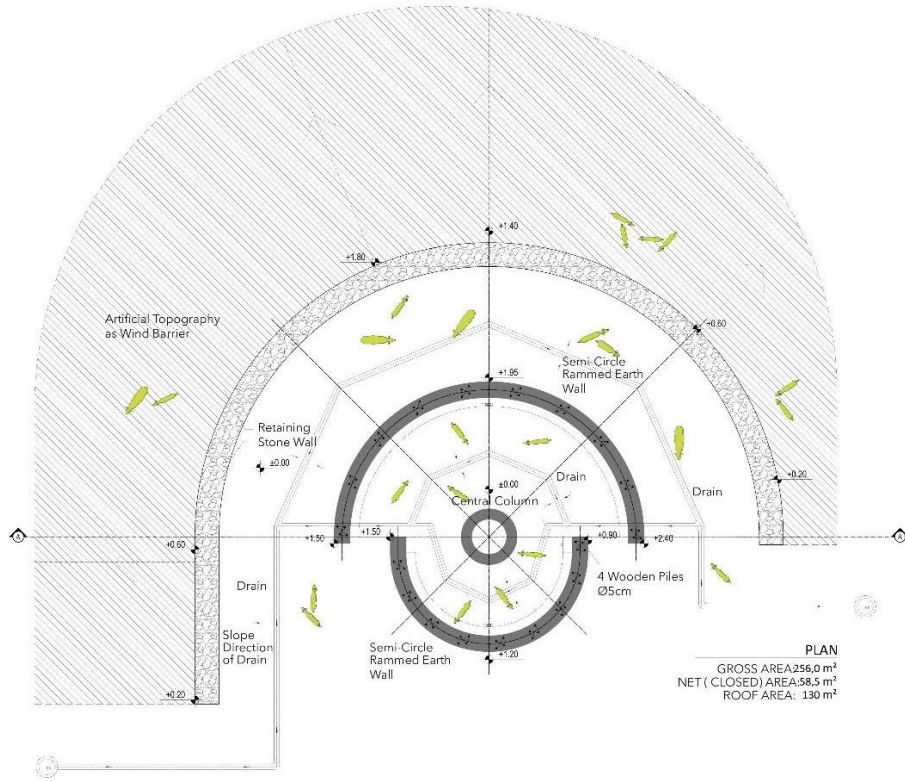 +1.40
+1.80
Artificial Topography
as Wind Barrier
+0.60
Semi-Circle
Rammed Earth
Wall
+1.95
Retaining
Stone Wall
±0.00
Drain
±0.00
Drain
+0.20
Central Column
A
A
+1.50
+1.50
+0.90
+2.40
+0.60
Drain
4 Wooden Piles
Ø5cm
Slope
Direction
of Drain
Semi-Circle
Rammed Earth
Wall
+1.20
+0.20
PLAN
GROSS AREA:256,0 m²
NET ( CLOSED) AREA:58,5 m²
ROOF AREA: 130 m²